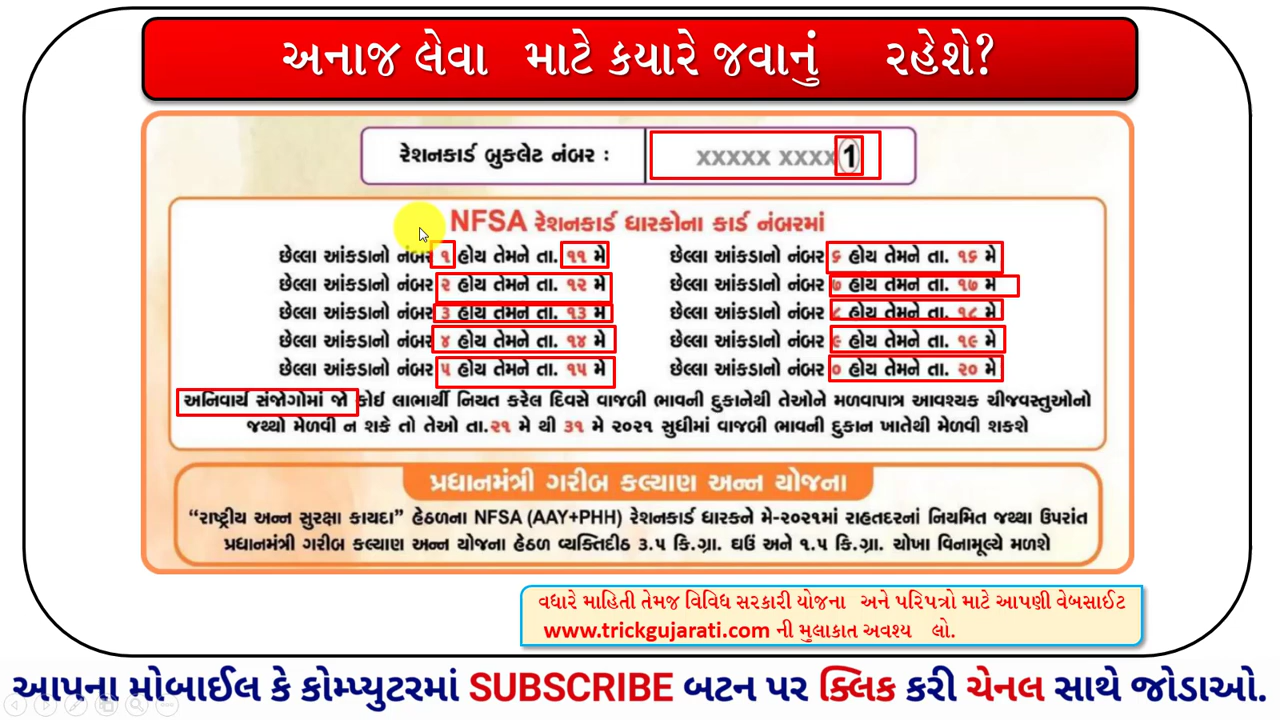 અનાજ લેવા માટે કયારે જવાનું રહેશે?
રેશનકાર્ડ બુકલેટ નંબર : XXXXX XXXX1
NFSA રેશનકાર્ડ ધારકોના કાર્ડ નંબરમાં
છેલ્લા આંકડાનો નંબર ૧ હોય તેમને તા. ૧૧ મે
છેલ્લા આંકડાનો નંબર ૨ હોય તેમને તા. ૧૨ મે
છેલ્લા આંકડાનો નંબર ૩ હોય તેમને તા. ૧૩ મે
છેલ્લા આંકડાનો નંબર ૪ હોય તેમને તા. ૧૪ મે
છેલ્લા આંકડાનો નંબર ૫ હોય તેમને તા. ૧૫ મે
છેલ્લા આંકડાનો નંબર ૬ હોય તેમને તા. ૧૬ મે
છેલ્લા આંકડાનો નંબર ૭ હોય તેમને તા. ૧૭ મે
છેલ્લા આંકડાનો નંબર ૮ હોય તેમને તા. ૧૮ મે
છેલ્લા આંકડાનો નંબર ૯ હોય તેમને તા. ૧૯ મે
છેલ્લા આંકડાનો નંબર ૦ હોય તેમને તા. ૨૦ મે
અનિવાર્ય સંજોગોમાં જો કોઈ લાભાર્થી નિયત કરેલ દિવસે વાજબી ભાવની દુકાનેથી તેઓને મળવાપાત્ર આવશ્યક ચીજવસ્તુઓનો
જથ્થો મેળવી ન શકે તો તેઓ તા.૨૧ મે થી ૩૧ મે ૨૦૨૧ સુધીમાં વાજબી ભાવની દુકાન ખાતેથી મેળવી શકશે
પ્રધાનમંત્રી ગરીબ કલ્યાણ અન્ન યોજના
“રાષ્ટ્રીય અન્ન સુરક્ષા કાયદા” હેઠળના NFSA (AAY+PHH) રેશનકાર્ડ ધારકને મે-૨૦૨૧માં રાહતદરનાં નિયમિત જથ્થા ઉપરાંત
પ્રધાનમંત્રી ગરીબ કલ્યાણ અન્ન યોજના હેઠળ વ્યક્તિદીઠ ૩.૫ કિ.ગ્રા. ઘઉં અને ૧.૫ કિ.ગ્રા. ચોખા વિનામૂલ્યે મળશે
વધારે માહિતી તેમજ વિવિધ સરકારી યોજના અને પરિપત્રો માટે આપણી વેબસાઈટ
www.trickgujarati.com ની મુલાકાત અવશ્ય લો.
આપના મોબાઈલ કે કોમ્પ્યુટરમાં SUBSCRIBE બટન પર ક્લિક કરી ચેનલ સાથે જોડાઓ.